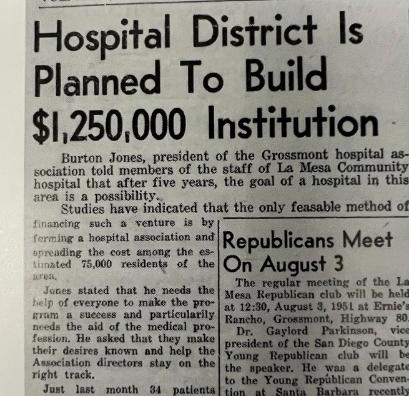 Hospital District Is
Planned To Build
$1,250,000 Institution
Burton Jones, president of the Grossmont hospital as-
sociation told members of the staff of La Mesa Community
hospital that after five years, the goal of a hospital in this
area is a possibility.
Studies have indicated that the only feasable method of
financing such a venture is by
forming a hospital association and
spreading the cost among the es-
timated 75,000 residents of the
area.
Jones stated that he needs the
help of everyone to make the pro-
gram a success and particularly
needs the aid of the medical pro-
fession. He asked that they make
their desires known and help the
Association directors stay on the
right track.
Just last month 34 patients
Republicans Meet
On August 3
The regular meeting of the La
Mesa Republican club will be held
at 12:30, August 3, 1951 at Ernie's
Rancho, Grossmont, Highway 80.
Dr. Gaylord Parkinson, vice
president of the San Diego County
Young Republican club will be
the speaker. He was a delegate
to the Young Republican Conven-
tion at Santa Barbara recently